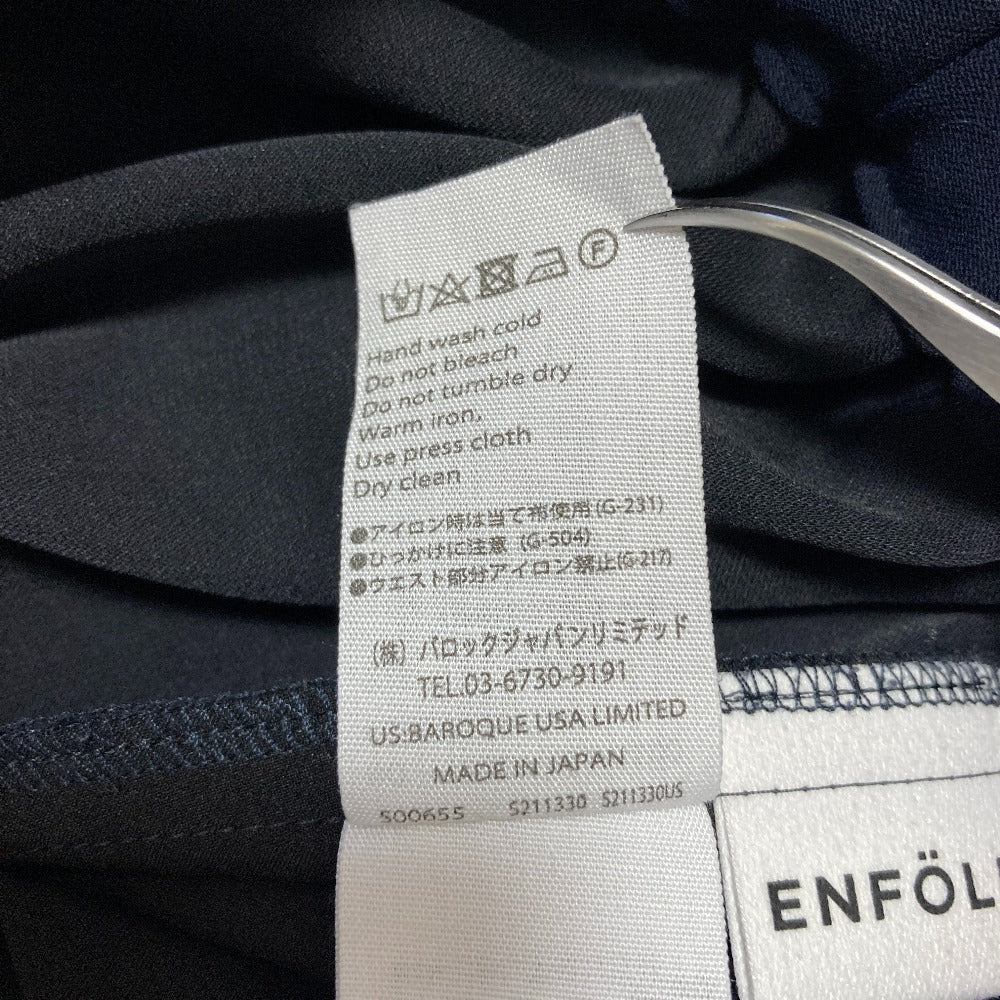 F
Hand wash cold
Do not bleach
Do not tumble dry
Warm iron,
Use press cloth
Dry clean
●アイロン時は当て布使用(G-231)
●ひっかけに注意 (G-504)
●ウエスト部分アイロン禁止(G-217)
(株) バロックジャパンリミテッド
TEL.03-6730-9191
US:BAROQUE USA LIMITED
MADE IN JAPAN
S00655 S211330 S211330US
ENFÖL